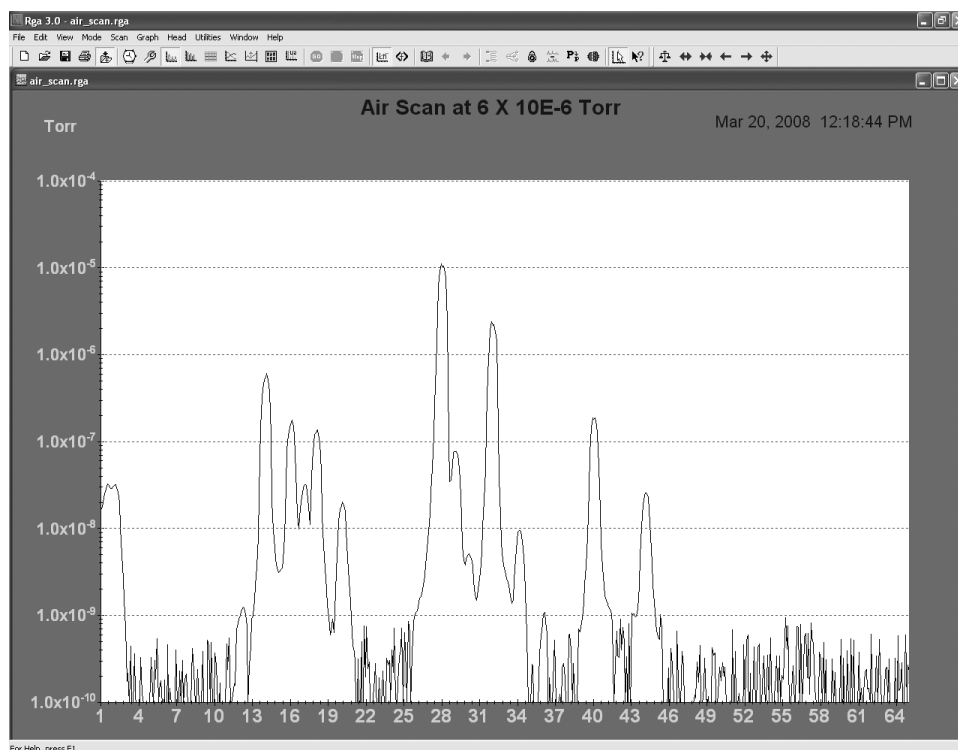 Rga 3.0 - air_scan.rga
File Edit View Mode Scan Graph Head Utilities Window Help
air_scan.rga
Air Scan at 6 X 10E-6 Torr
Torr
Mar 20, 2008 12:18:44 PM
1.0x10⁻⁴
1.0x10⁻⁵
1.0x10⁻⁶
1.0x10⁻⁷
1.0x10⁻⁸
1.0x10⁻⁹
1.0x10⁻¹⁰
1 4 7 10 13 16 19 22 25 28 31 34 37 40 43 46 49 52 55 58 61 64
For Help, press F1